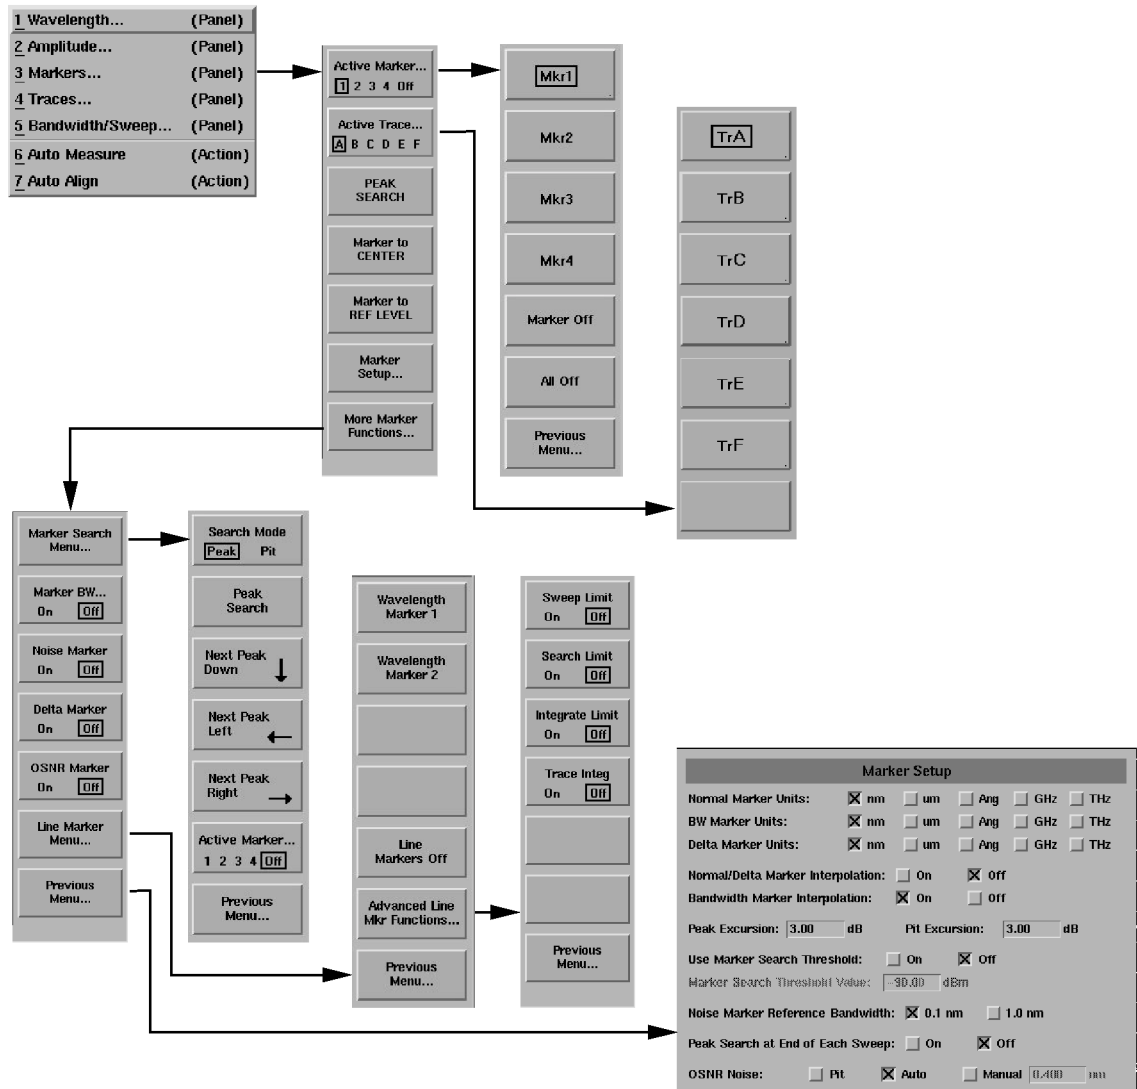 1 Wavelength... (Panel)
2 Amplitude... (Panel)
3 Markers... (Panel)
4 Traces... (Panel)
5 Bandwidth/Sweep... (Panel)
6 Auto Measure (Action)
7 Auto Align (Action)
Active Marker...
1 2 3 4 Off
Active Trace...
A B C D E F
PEAK
SEARCH
Marker to
CENTER
Marker to
REF LEVEL
Marker
Setup...
More Marker
Functions...
Mkr1
Mkr2
Mkr3
Mkr4
Marker Off
All Off
Previous
Menu...
TrA
TrB
TrC
TrD
TrE
TrF
Marker Search
Menu...
Marker BW...
On Off
Noise Marker
On Off
Delta Marker
On Off
OSNR Marker
On Off
Line Marker
Menu...
Previous
Menu...
Search Mode
Peak Pit
Peak
Search
Next Peak
Down
Next Peak
Left
Next Peak
Right
Active Marker...
1 2 3 4 Off
Previous
Menu...
Wavelength
Marker 1
Wavelength
Marker 2
Line
Markers Off
Advanced Line
Mkr Functions...
Previous
Menu...
Sweep Limit
On Off
Search Limit
On Off
Integrate Limit
On Off
Trace Integ
On Off
Previous
Menu...
Marker Setup
Normal Marker Units: nm um Ang GHz THz
BW Marker Units: nm um Ang GHz THz
Delta Marker Units: nm um Ang GHz THz
Normal/Delta Marker Interpolation: On Off
Bandwidth Marker Interpolation: On Off
Peak Excursion: 3.00 dB Pit Excursion: 3.00 dB
Use Marker Search Threshold: On Off
Marker Search Threshold Value: -90.00 dBm
Noise Marker Reference Bandwidth: 0.1 nm 1.0 nm
Peak Search at End of Each Sweep: On Off
OSNR Noise: Pit Auto Manual 0.400 nm